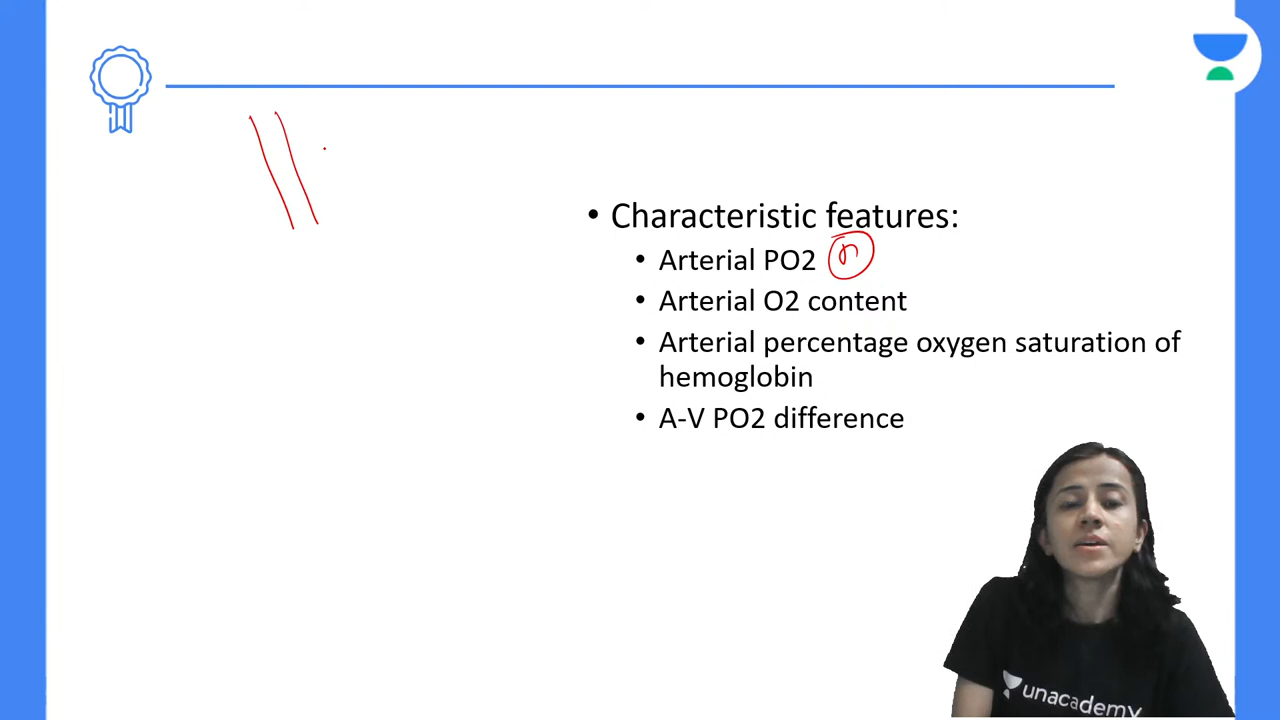 • Characteristic features:
• Arterial PO2 n
• Arterial O2 content
• Arterial percentage oxygen saturation of
hemoglobin
• A-V PO2 difference
unacademy